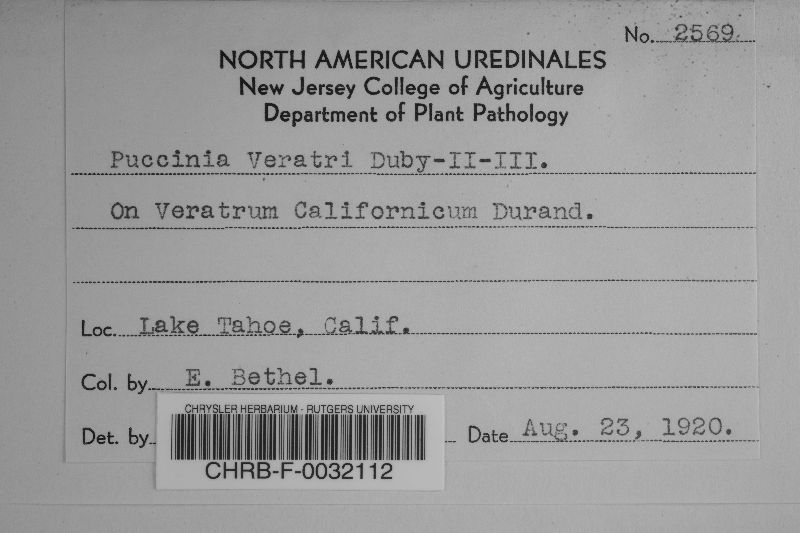 No. 2569.
NORTH AMERICAN UREDINALES
New Jersey College of Agriculture
Department of Plant Pathology
Puccinia Veratri Duby-II-III.
On Veratrum Californicum Durand.
Loc. Lake Tahoe, Calif.
Col. by E. Bethel.
Det. by
Date Aug. 23, 1920.
CHRYSLER HERBARIUM - RUTGERS UNIVERSITY
CHRB-F-0032112